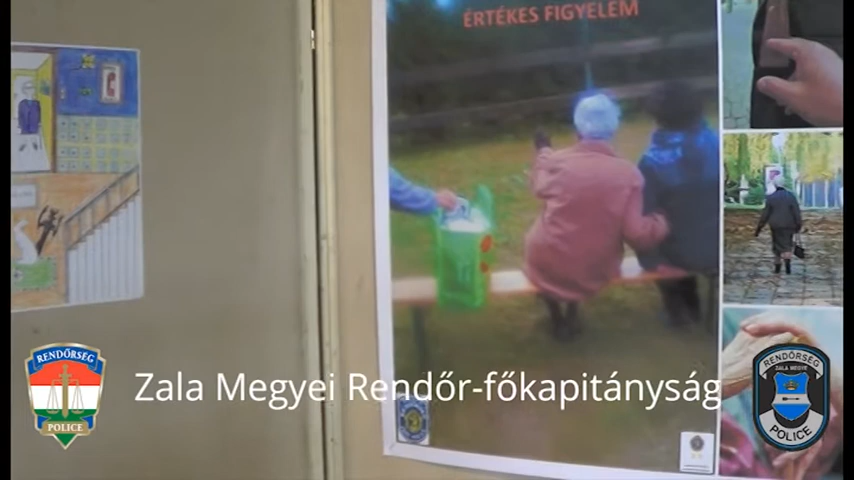 ÉRTÉKES FIGYELEM
RENDŐRSÉG
POLICE
Zala Megyei Rendőr-főkapitányság
RENDŐRSÉG
ZALA MEGYE
POLICE